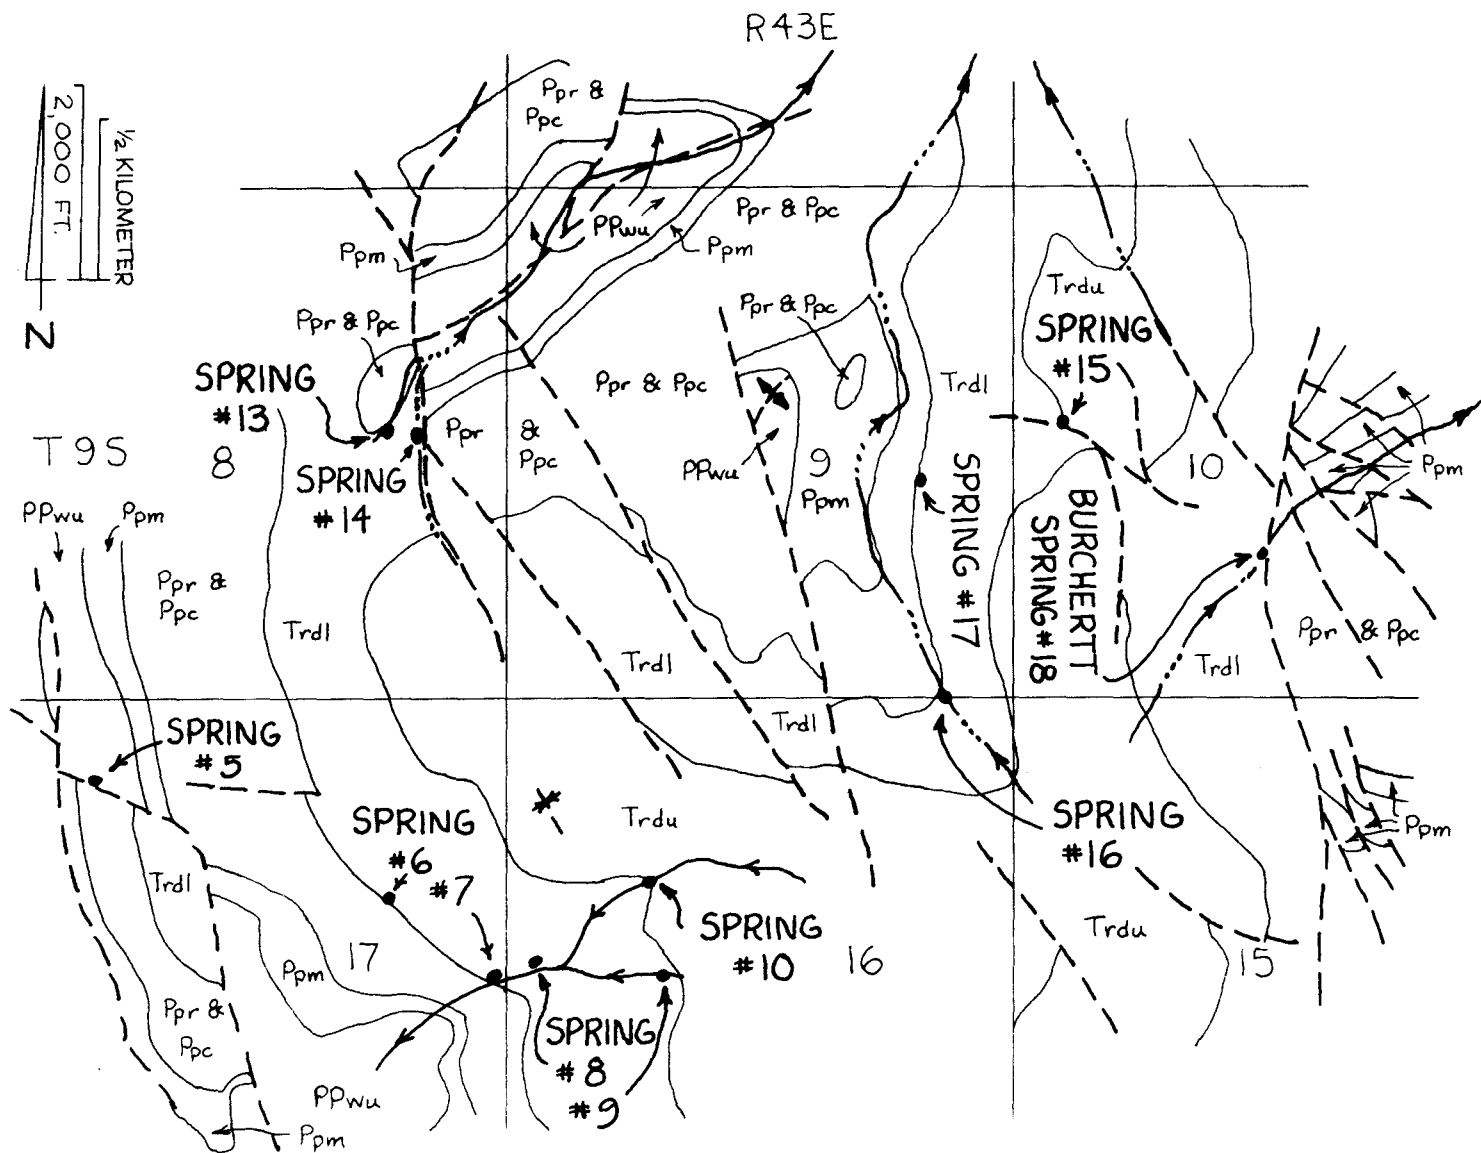 R43E
½ KILOMETER
2,000 FT.
N
Ppr &
Ppc
PPwu
Ppr & Ppc
Ppm
Ppm
Ppr & Ppc
Ppr & Ppc
Trdu
SPRING
#15
SPRING
#13
Ppr & Ppc
Trdl
T9S
8
Ppr &
Ppc
PPwu
9
Ppm
10
Ppm
SPRING
#14
SPRING #17
BURCHERTT
SPRING #18
PPwu
Ppm
Ppr &
Ppc
Trdl
Trdl
Trdl
Ppr & Ppc
Trdl
SPRING
#5
SPRING
#6
#7
Trdu
SPRING
#16
Ppm
Trdl
SPRING
#10
Trdu
17
16
15
Ppm
Ppr &
Ppc
SPRING
#8
#9
PPwu
Ppm